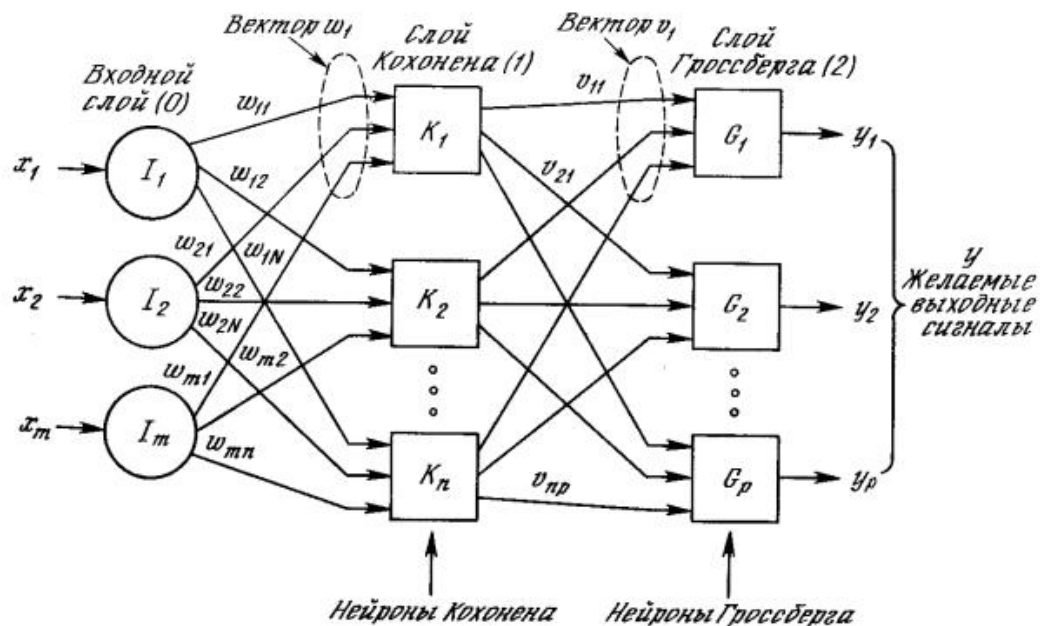 Вектор w₁
Слой
Кохонена (1)
Вектор v₁
Слой
Гроссберга (2)
Входной
слой (0)
w₁₁
v₁₁
x₁
I₁
K₁
G₁
y₁
w₁₂
v₂₁
w₂₁
w₁N
w₂₂
x₂
I₂
w₂N
K₂
G₂
y₂
Y
Желаемые
выходные
сигналы
wₘ₂
wₘ₁
xₘ
Iₘ
wₘₙ
Kₙ
vₙₚ
Gₚ
yₚ
Нейроны Кохонена
Нейроны Гроссберга